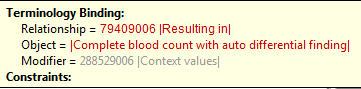 Terminology Binding:
Relationship = 79409006 |Resulting in|
Object = |Complete blood count with auto differential finding|
Modifier = 288529006 |Context values|
Constraints: